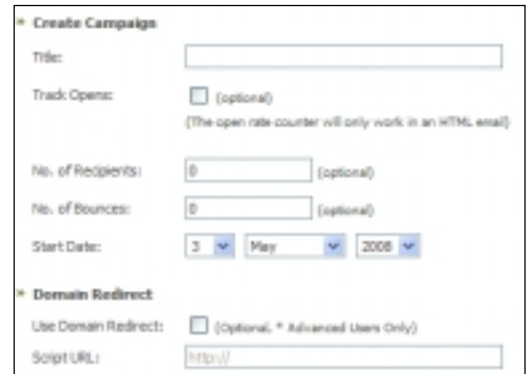 * Create Campaign
Title:
Track Opens: (optional)
(The open rate counter will only work in an HTML email)
No. of Recipients: 0 (optional)
No. of Bounces: 0 (optional)
Start Date: 3 May 2008
* Domain Redirect
Use Domain Redirect: (Optional, * Advanced Users Only)
Script URL: http://